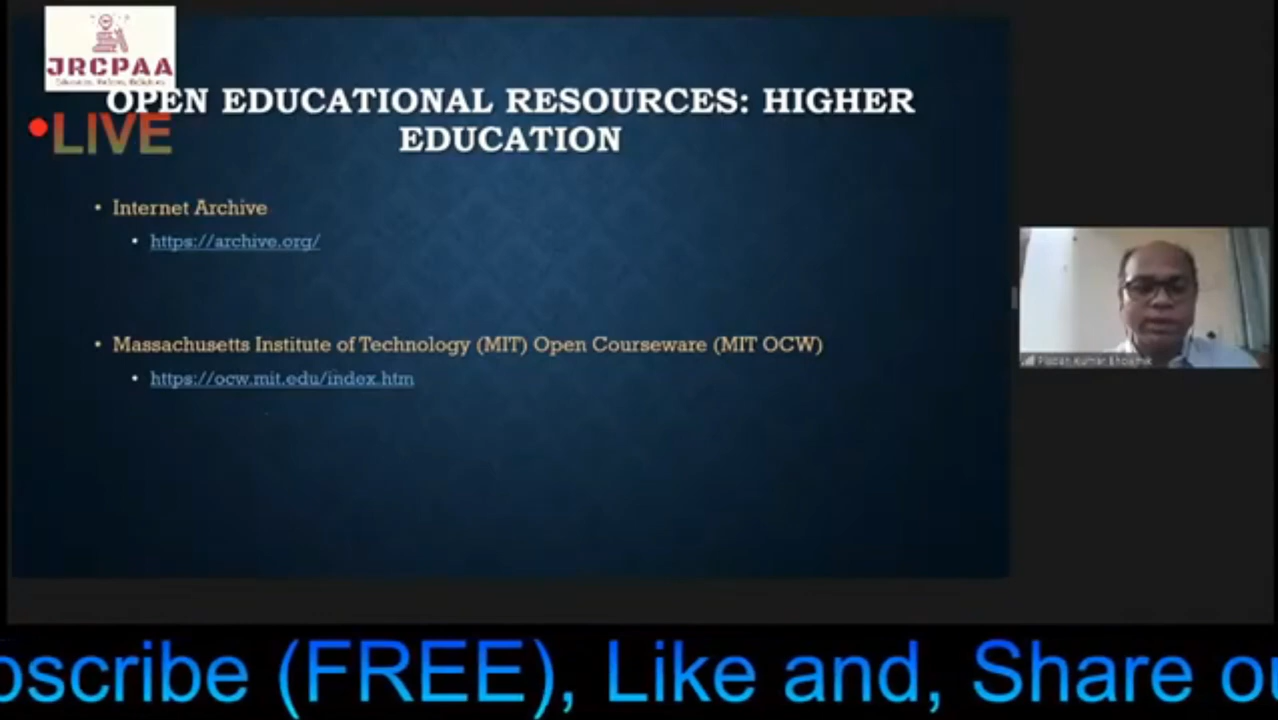 JRCPAA
LIVE
OPEN EDUCATIONAL RESOURCES: HIGHER
EDUCATION
• Internet Archive
• https://archive.org/
• Massachusetts Institute of Technology (MIT) Open Courseware (MIT OCW)
• https://ocw.mit.edu/index.htm
Kumar
bscribe (FREE), Like and, Share ou